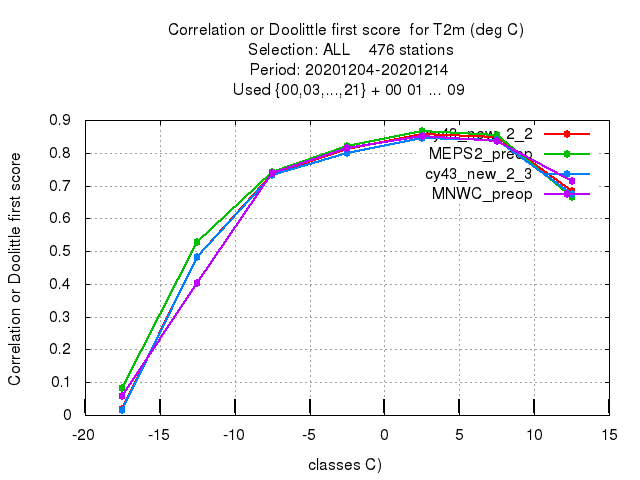 Correlation or Doolittle first score  for T2m (deg C)
Selection: ALL    476 stations
Period: 20201204-20201214
Used {00,03,...,21} + 00 01 ... 09
Correlation or Doolittle first score
0.9
0.8
0.7
0.6
0.5
0.4
0.3
0.2
0.1
0
cy43_new_2_2
MEPS2_preop
cy43_new_2_3
MNWC_preop
-20 -15 -10 -5 0 5 10 15
classes C)